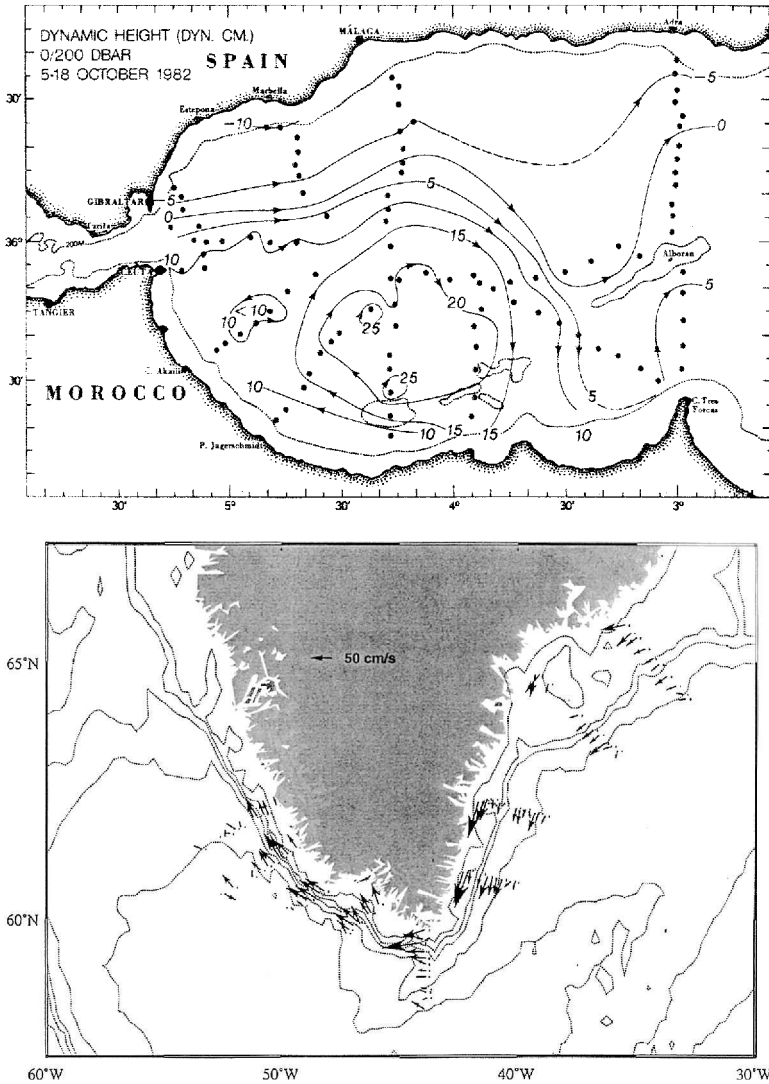 DYNAMIC HEIGHT (DYN. CM.)
0/200 DBAR
5-18 OCTOBER 1982
SPAIN
MÁLAGA
Adra
Marbella
Estepona
30'
-10
-5
0
GIBRALTAR
-5
0
5
15
36°
200M
10
CEUTA
TANGIER
Alboran
<10
10
25
20
5
30'
MOROCCO
25
10
5
10
15
15
10
C. Tres
Forcas
P. Jagerschmidt
30'
5°
30'
4°
30'
3°
65°N
50 cm/s
60°N
60°W
50°W
40°W
30°W